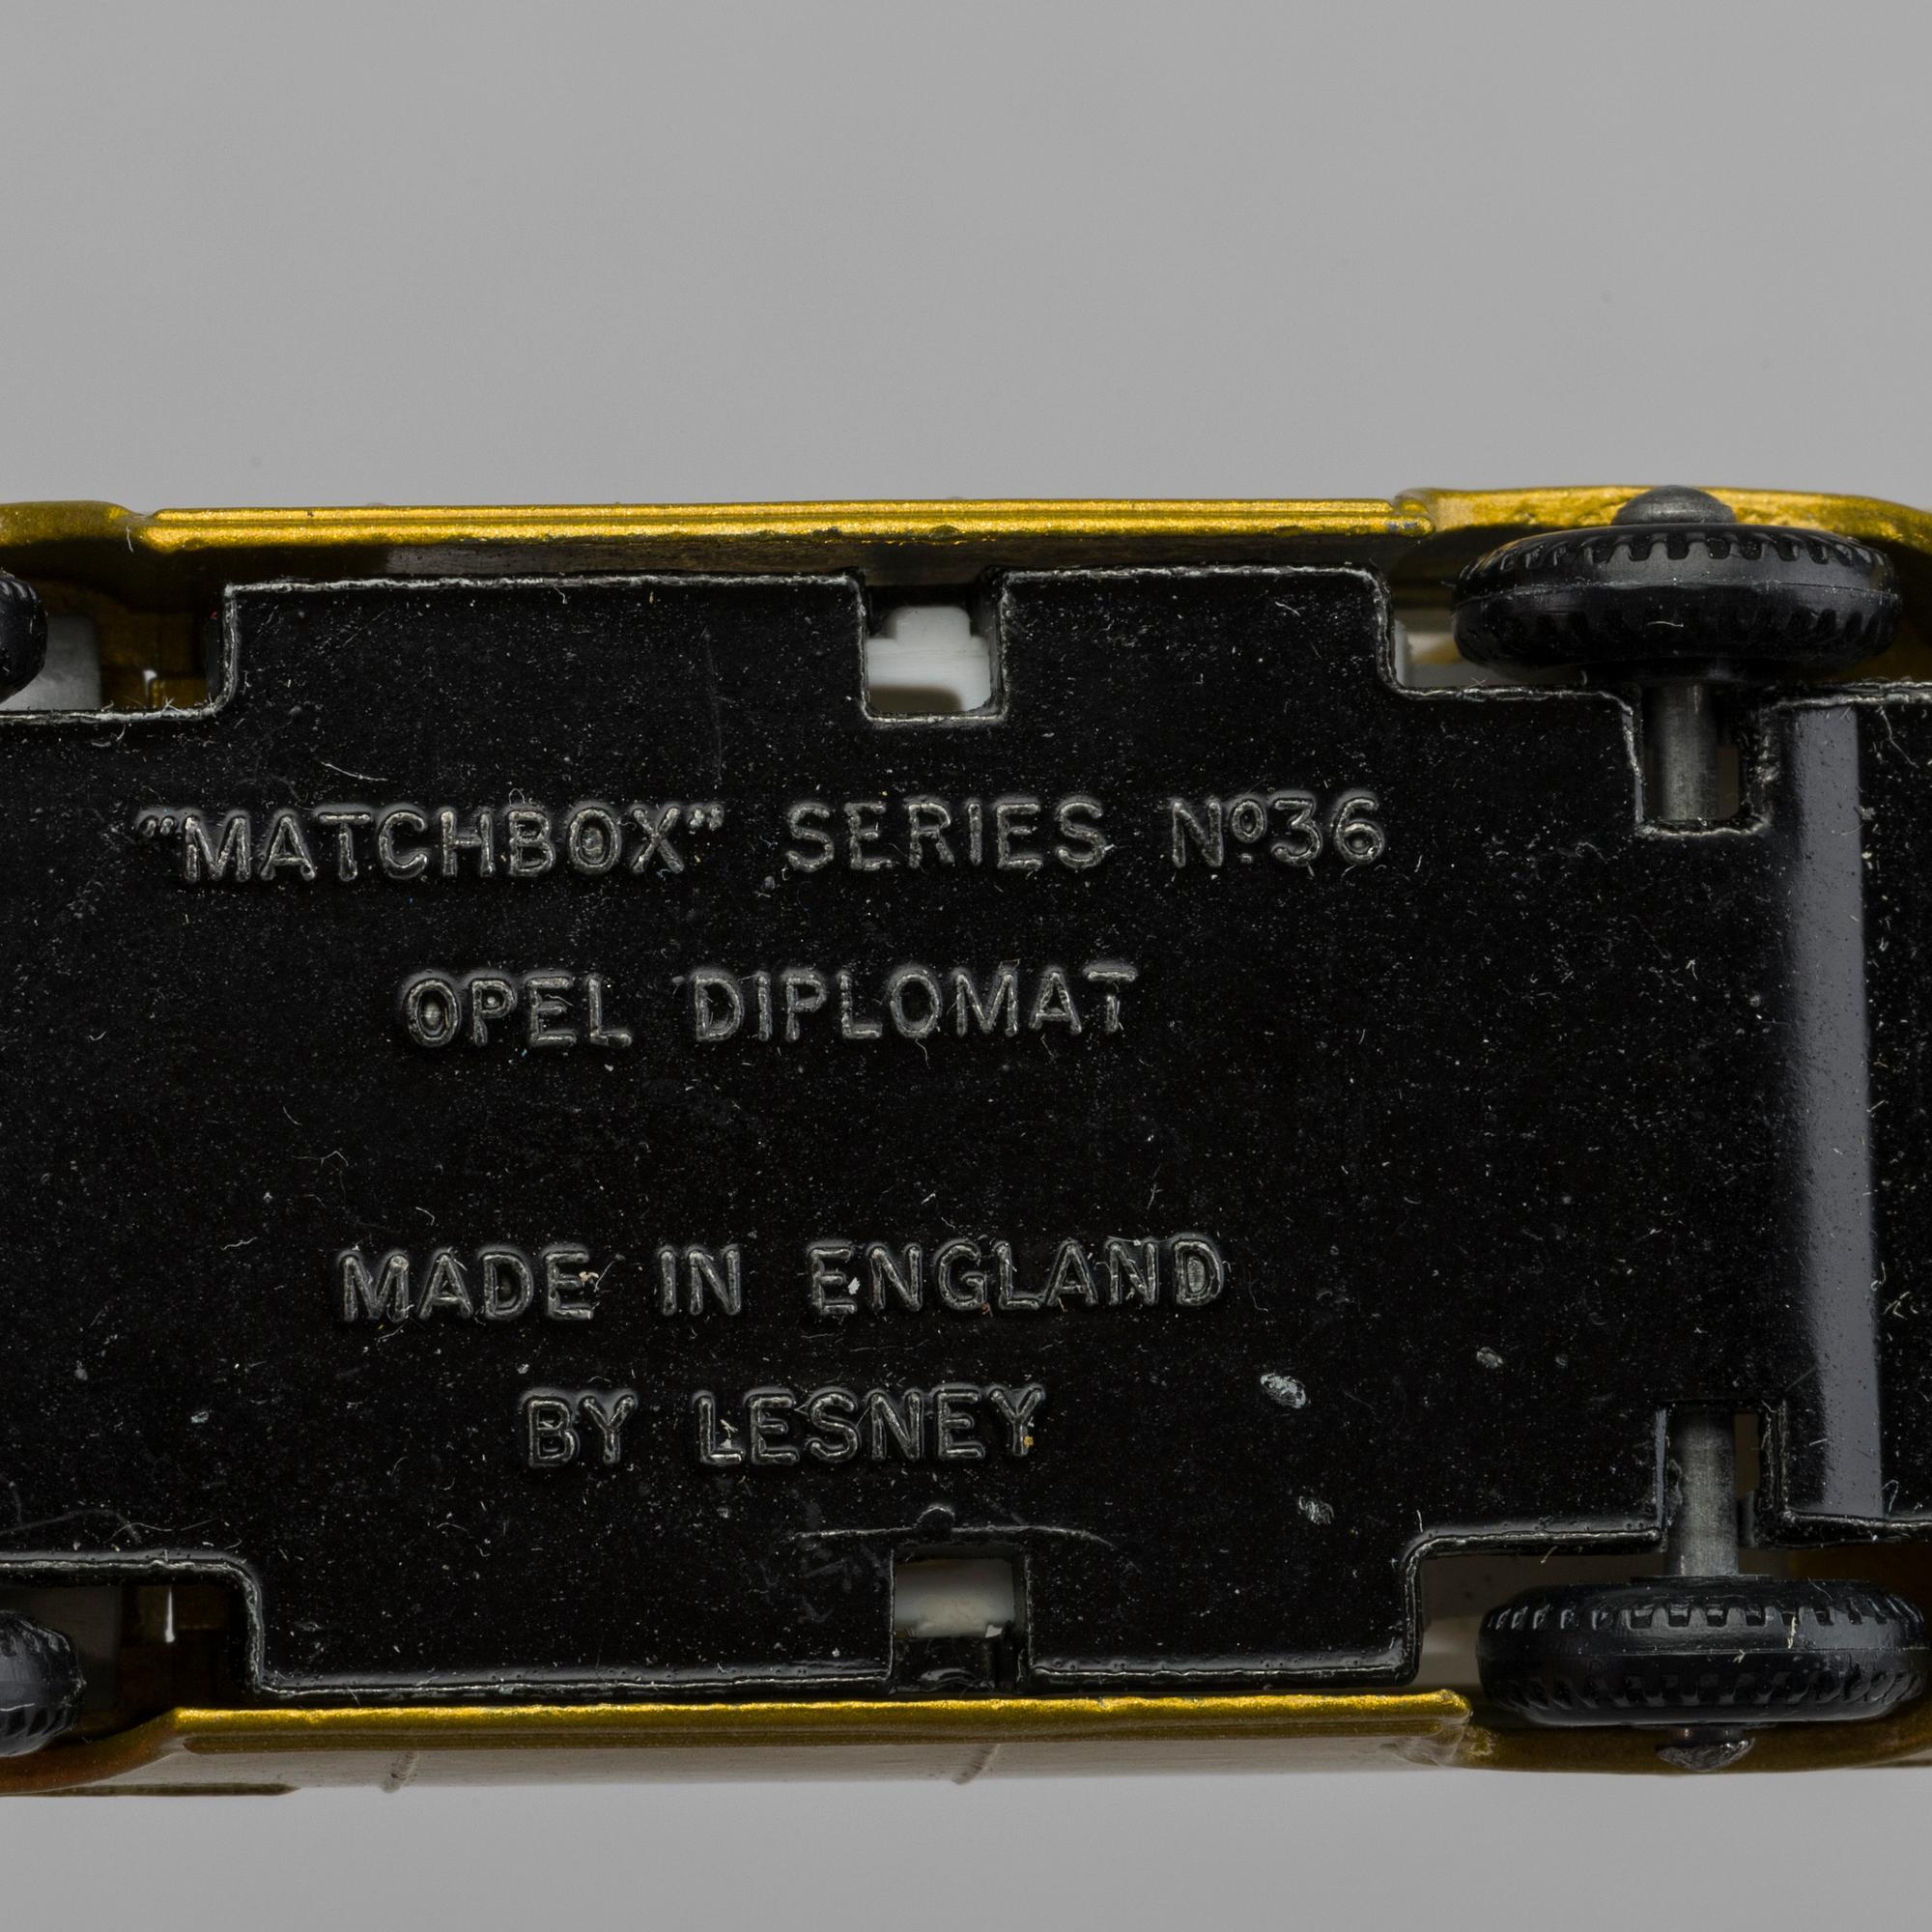 "MATCHBOX" SERIES Nº36
OPEL DIPLOMAT
MADE IN ENGLAND
BY LESNEY